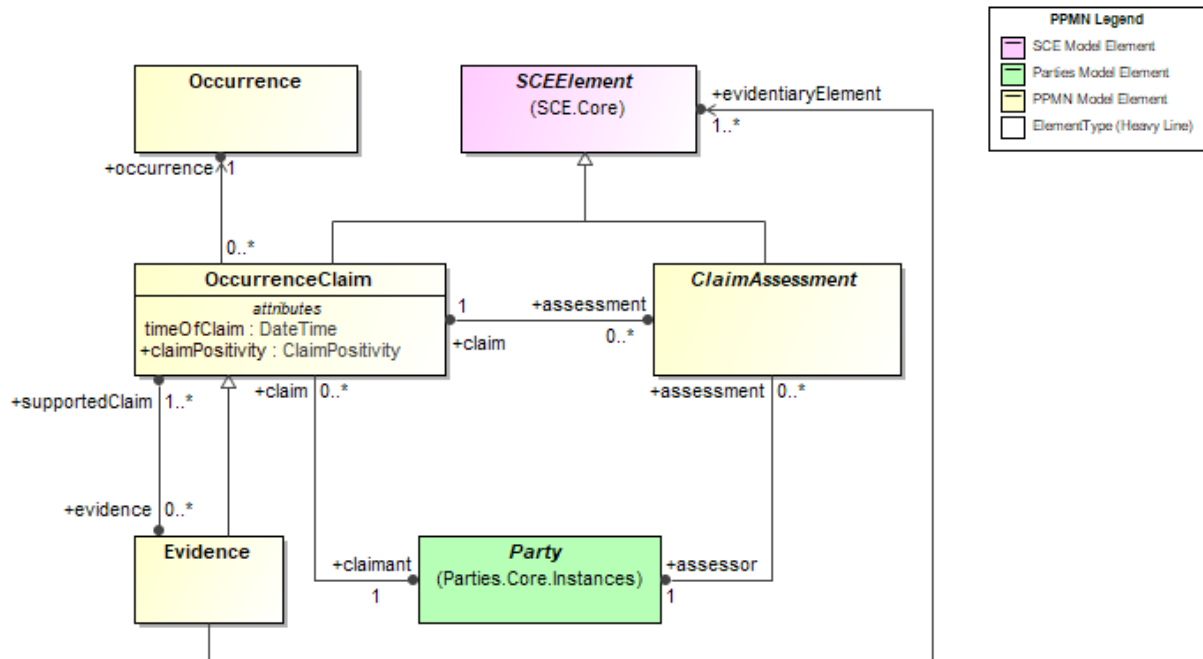 PPMN Legend
SCE Model Element
Parties Model Element
PPMN Model Element
ElementType (Heavy Line)
Occurrence
SCEElement
(SCE.Core)
+evidentiaryElement
1..*
+occurrence
1
0..*
OccurrenceClaim
attributes
timeOfClaim : DateTime
+claimPositivity : ClaimPositivity
ClaimAssessment
1
+assessment
+claim
0..*
+supportedClaim
1..*
+claim
0..*
+assessment
0..*
+evidence
0..*
Evidence
+claimant
1
Party
(Parties.Core.Instances)
+assessor
1